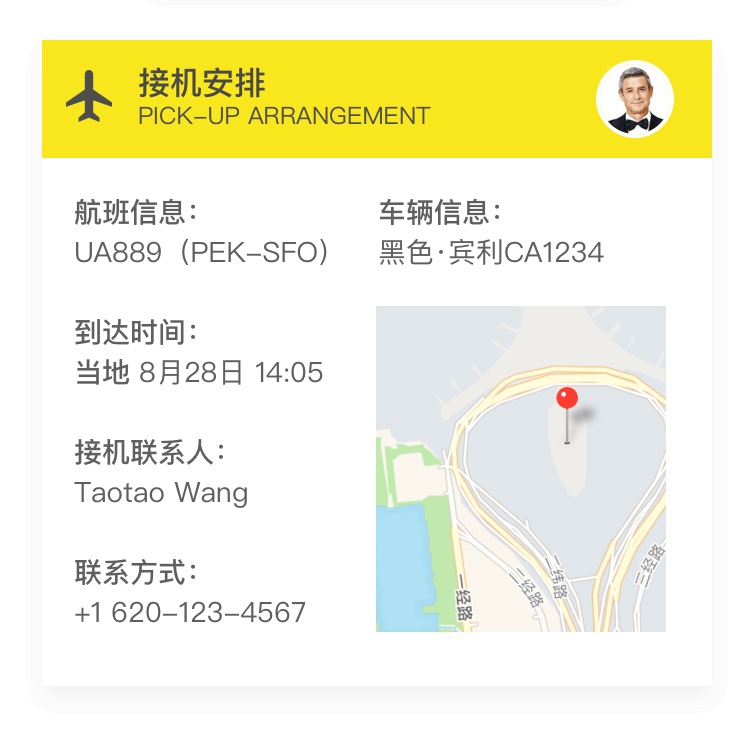 接机安排
PICK-UP ARRANGEMENT
航班信息：
UA889（PEK-SFO）
车辆信息：
黑色·宾利CA1234
到达时间：
当地 8月28日 14:05
接机联系人：
Taotao Wang
联系方式：
+1 620-123-4567
一经路
二经路
二纬路
三经路